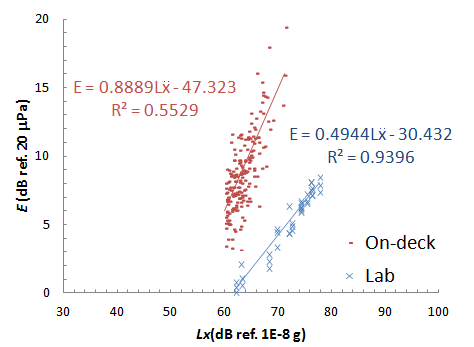 20
15
10
5
0
E (dB ref. 20 µPa)
E = 0.8889Lẍ - 47.323
R² = 0.5529
E = 0.4944Lẍ - 30.432
R² = 0.9396
On-deck
Lab
30 40 50 60 70 80 90 100
Lx(dB ref. 1E-8 g)